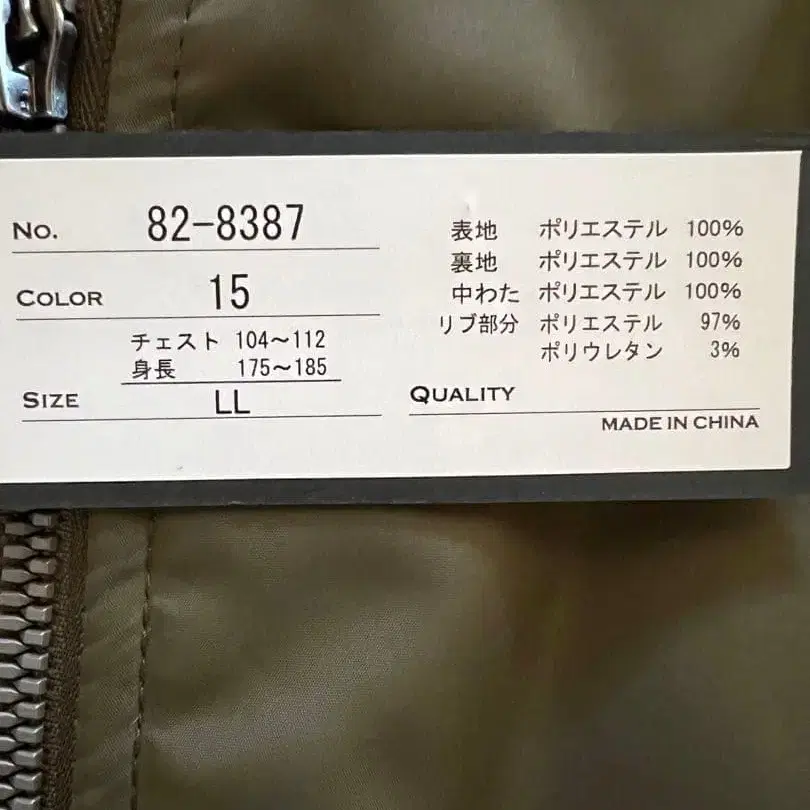 No. 82-8387
COLOR 15
チェスト 104～112
身長 175～185
SIZE LL
表地 ポリエステル 100%
裏地 ポリエステル 100%
中わた ポリエステル 100%
リブ部分 ポリエステル 97%
ポリウレタン 3%
QUALITY
MADE IN CHINA